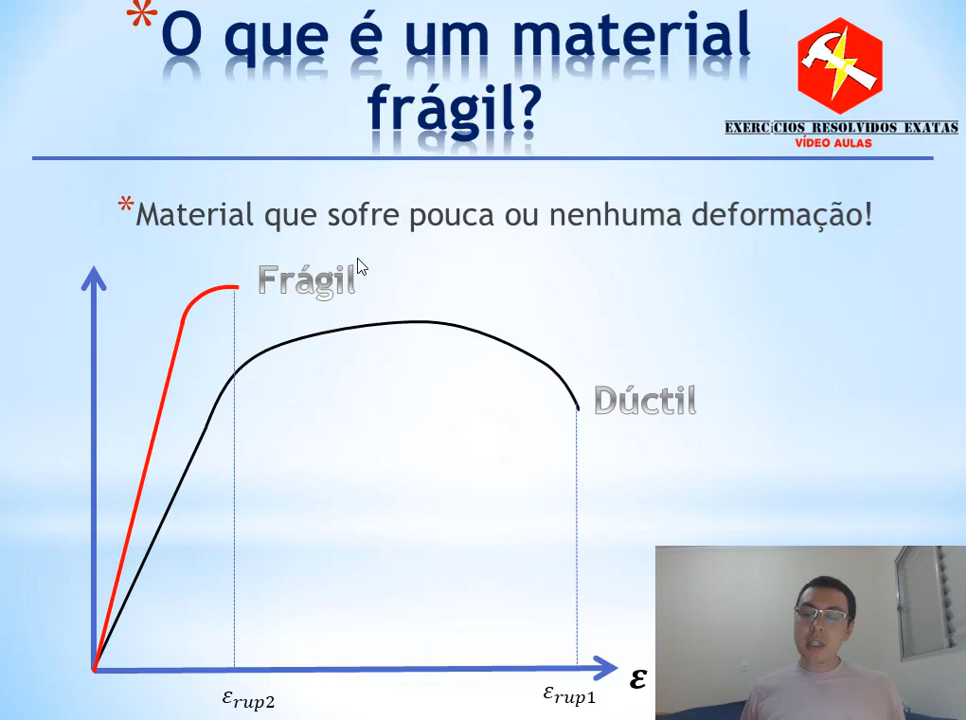 *O que é um material
frágil?
EXERCíCIOS RESOLVIDOS EXATAS
VÍDEO AULAS
*Material que sofre pouca ou nenhuma deformação!
Frágil
Dúctil
ε
εrup2
εrup1